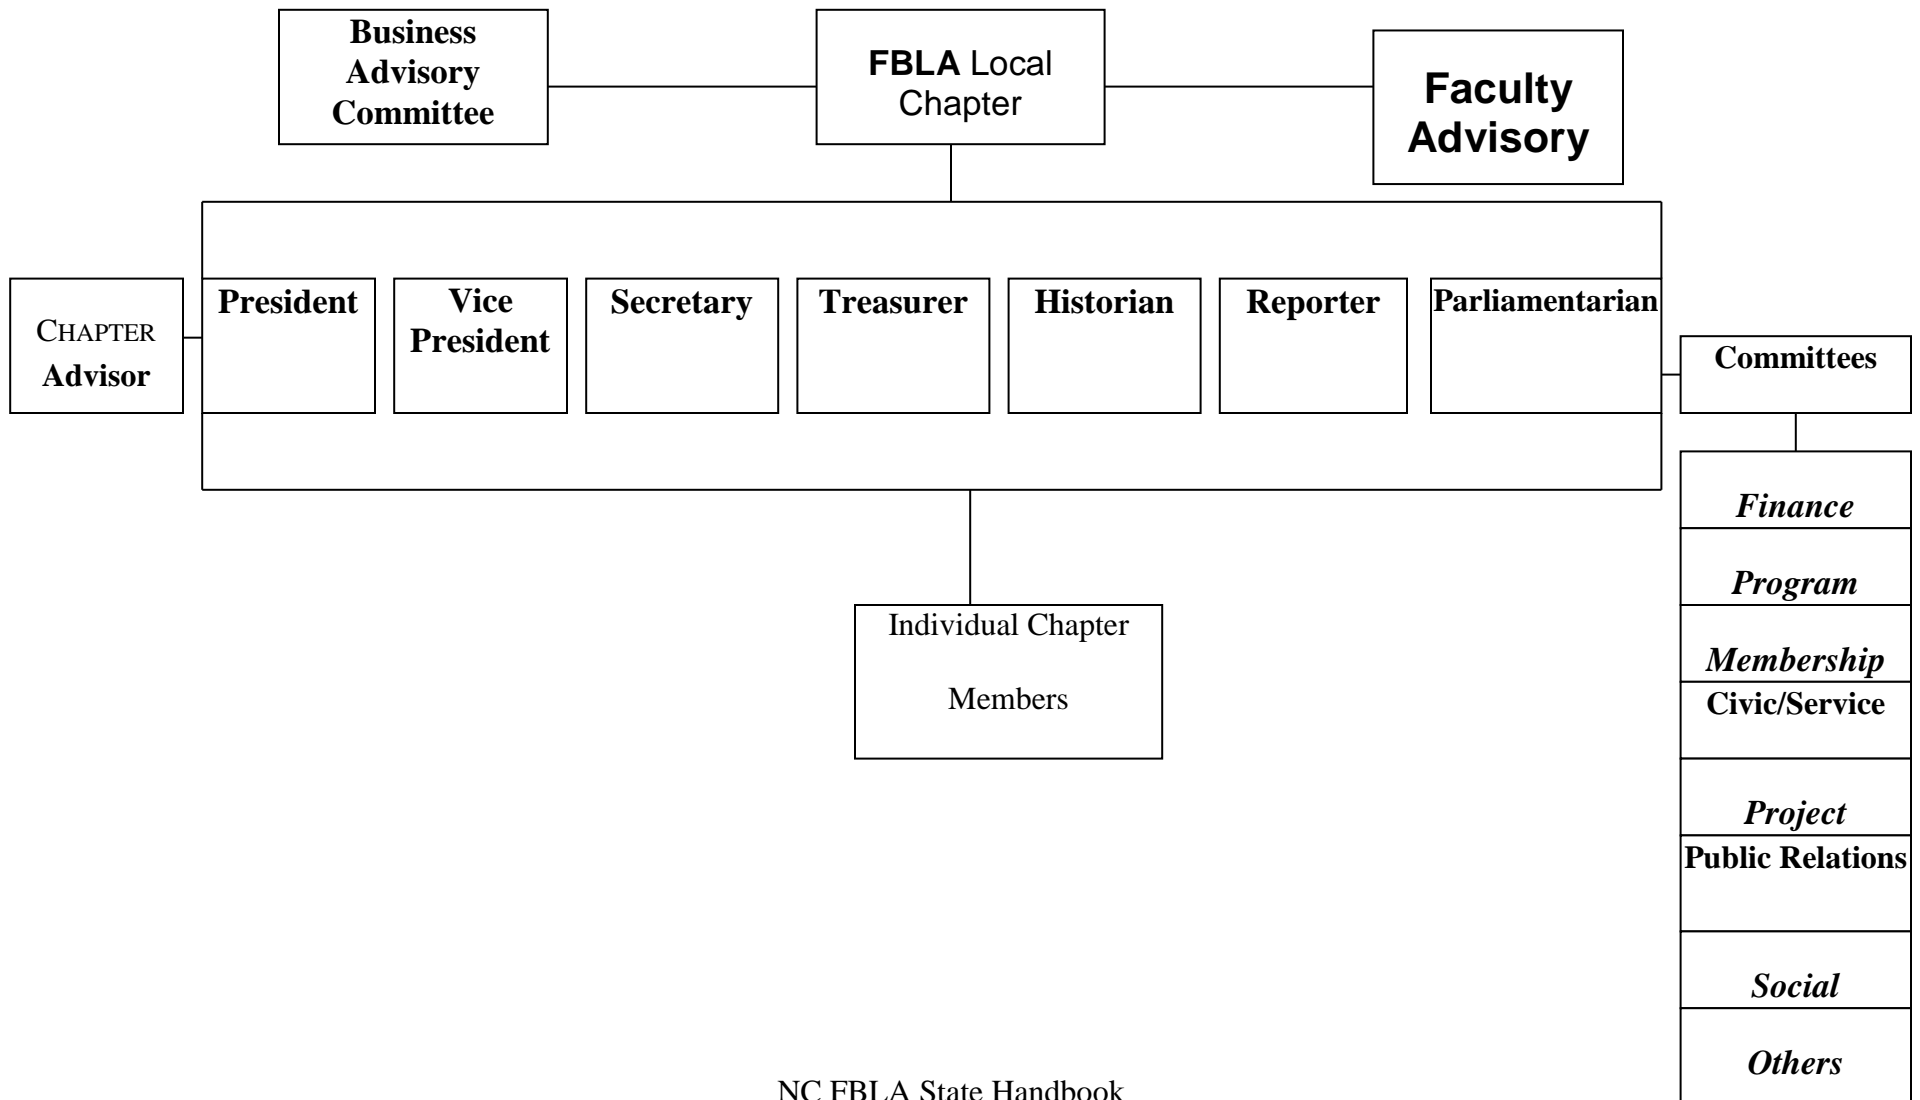 Business
Advisory
Committee
FBLA Local
Chapter
Faculty
Advisory
CHAPTER
Advisor
President
Vice
President
Secretary
Treasurer
Historian
Reporter
Parliamentarian
Committees
Finance
Program
Membership
Civic/Service
Project
Public Relations
Social
Others
Individual Chapter
Members
NC FBLA State Handbook